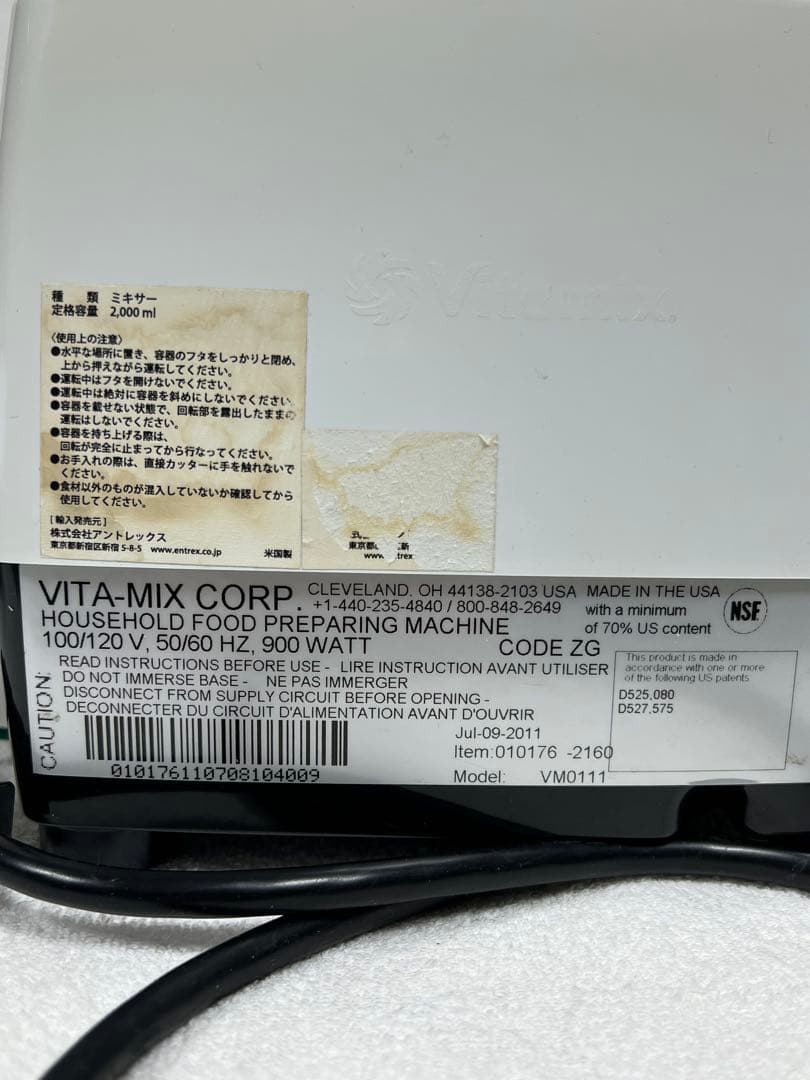 Vitamix
種 類 ミキサー
定格容量 2,000 ml
〈使用上の注意〉
●水平な場所に置き、容器のフタをしっかりと閉め、
上から押えながら運転してください。
●運転中はフタを開けないでください。
●運転中は絶対に容器を斜めにしないでください。
●容器を載せない状態で、回転部を露出したままの
運転はしないでください。
●容器を持ち上げる際は、
回転が完全に止まってから行なってください。
●お手入れの際は、直接カッターに手を触れないで
ください。
●食材以外のものが混入していないか確認してから
使用してください。
[ 輸入発売元 ]
株式会社アントレックス
東京都新宿区新宿 5-8-5 www.entrex.co.jp 米国製
東京都 新
www. trex
VITA-MIX CORP. CLEVELAND. OH 44138-2103 USA
+1-440-235-4840 / 800-848-2649
HOUSEHOLD FOOD PREPARING MACHINE
100/120 V, 50/60 HZ, 900 WATT CODE ZG
MADE IN THE USA
with a minimum
of 70% US content
NSF
READ INSTRUCTIONS BEFORE USE - LIRE INSTRUCTION AVANT UTILISER
DO NOT IMMERSE BASE - NE PAS IMMERGER
DISCONNECT FROM SUPPLY CIRCUIT BEFORE OPENING -
DECONNECTER DU CIRCUIT D'ALIMENTATION AVANT D'OUVRIR
CAUTION:
This product is made in
accordance with one or more
of the following US patents
D525,080
D527,575
010176110708104009
Jul-09-2011
Item:010176 -2160
Model: VM0111